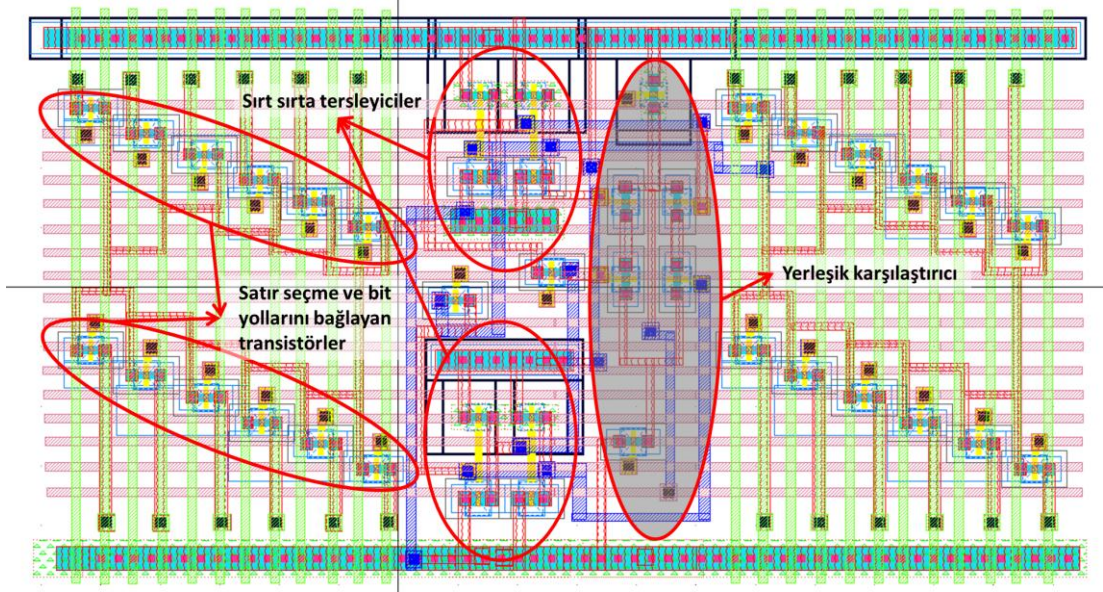 Sırt sırta tersleyiciler
Yerleşik karşılaştırıcı
Satır seçme ve bit
yollarını bağlayan
transistörler